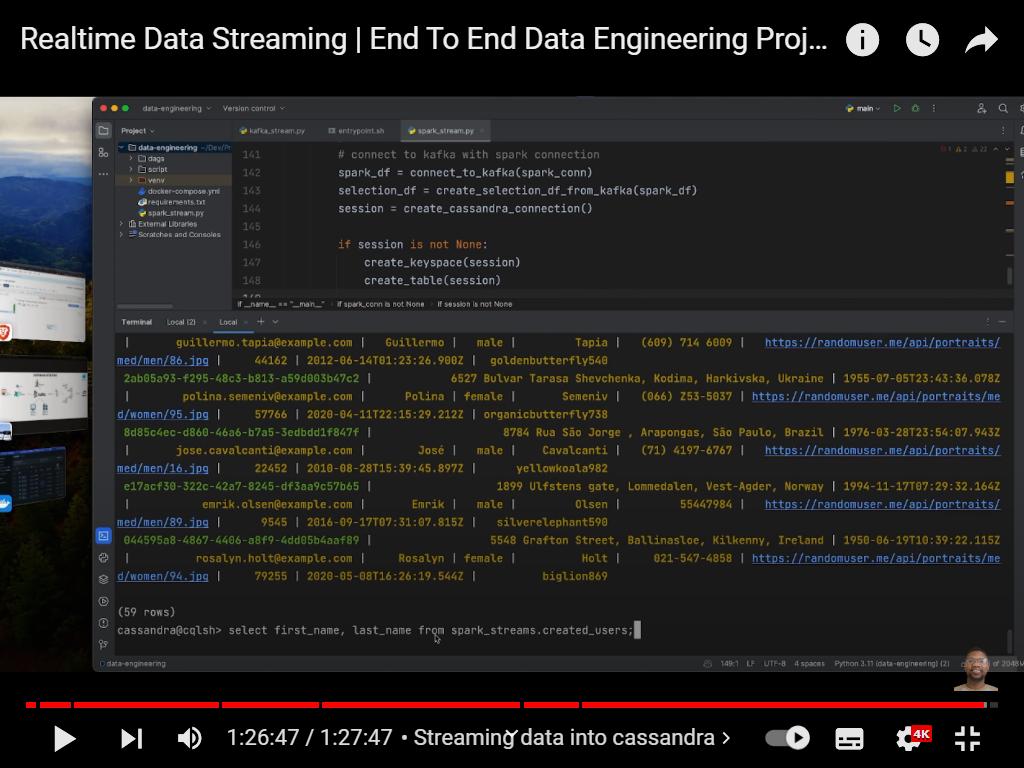 Realtime Data Streaming | End To End Data Engineering Proj...
data-engineering
Version control
main
Project
kafka_stream.py
entrypoint.sh
spark_stream.py
data-engineering ~/Dev/Pr
dags
script
venv
docker-compose.yml
requirements.txt
spark_stream.py
External Libraries
Scratches and Consoles
1 2 22
141 # connect to kafka with spark connection
142 spark_df = connect_to_kafka(spark_conn)
143 selection_df = create_selection_df_from_kafka(spark_df)
144 session = create_cassandra_connection()
145
146 if session is not None:
147 create_keyspace(session)
148 create_table(session)
if __name__ == "__main__" › if spark_conn is not None › if session is not None
Terminal Local (2) × Local × +
| guillermo.tapia@example.com | Guillermo | male | Tapia | (609) 714 6009 | https://randomuser.me/api/portraits/
med/men/86.jpg | 44162 | 2012-06-14T01:23:26.900Z | goldenbutterfly540
2ab05a93-f295-48c3-b813-a59d003b47c2 | 6527 Bulvar Tarasa Shevchenka, Kodima, Harkivska, Ukraine | 1955-07-05T23:43:36.078Z
| polina.semeniv@example.com | Polina | female | Semeniv | (066) Z53-5037 | https://randomuser.me/api/portraits/me
d/women/95.jpg | 57766 | 2020-04-11T22:15:29.212Z | organicbutterfly738
8d85c4ec-d860-46a6-b7a5-3edbdd1f847f | 8784 Rua São Jorge , Arapongas, São Paulo, Brazil | 1976-03-28T23:54:07.943Z
| jose.cavalcanti@example.com | José | male | Cavalcanti | (71) 4197-6767 | https://randomuser.me/api/portraits/
med/men/16.jpg | 22452 | 2010-08-28T15:39:45.897Z | yellowkoala982
e17acf30-322c-42a7-8245-df3aa9c57b65 | 1899 Ulfstens gate, Lommedalen, Vest-Agder, Norway | 1994-11-17T07:29:32.164Z
| emrik.olsen@example.com | Emrik | male | Olsen | 55447984 | https://randomuser.me/api/portraits/
med/men/89.jpg | 9545 | 2016-09-17T07:31:07.815Z | silverelephant590
044595a8-4867-4406-a8f9-4dd05b4aaf89 | 5548 Grafton Street, Ballinasloe, Kilkenny, Ireland | 1950-06-19T10:39:22.115Z
| rosalyn.holt@example.com | Rosalyn | female | Holt | 021-547-4858 | https://randomuser.me/api/portraits/me
d/women/94.jpg | 79255 | 2020-05-08T16:26:19.544Z | biglion869
(59 rows)
cassandra@cqlsh> select first_name, last_name from spark_streams.created_users;
data-engineering
149:1 LF UTF-8 4 spaces Python 3.11 (data-engineering) (2) of 2048M
1:26:47 / 1:27:47 • Streaming data into cassandra ›
4K